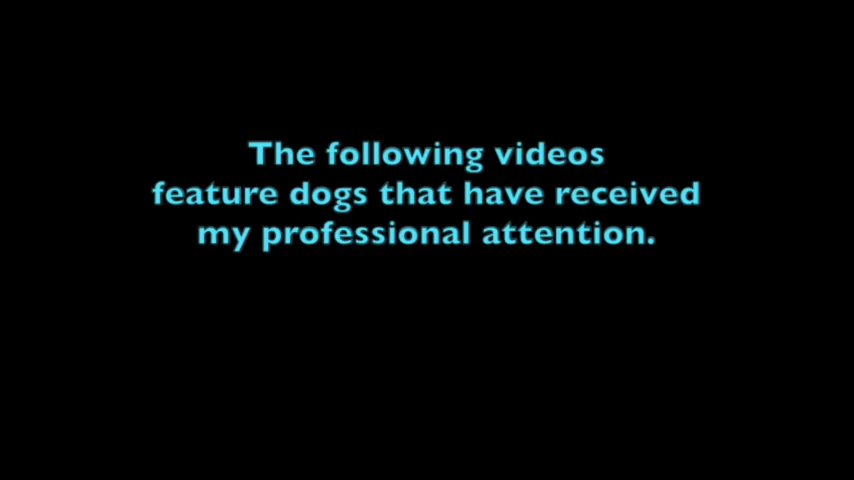 The following videos
feature dogs that have received
my professional attention.